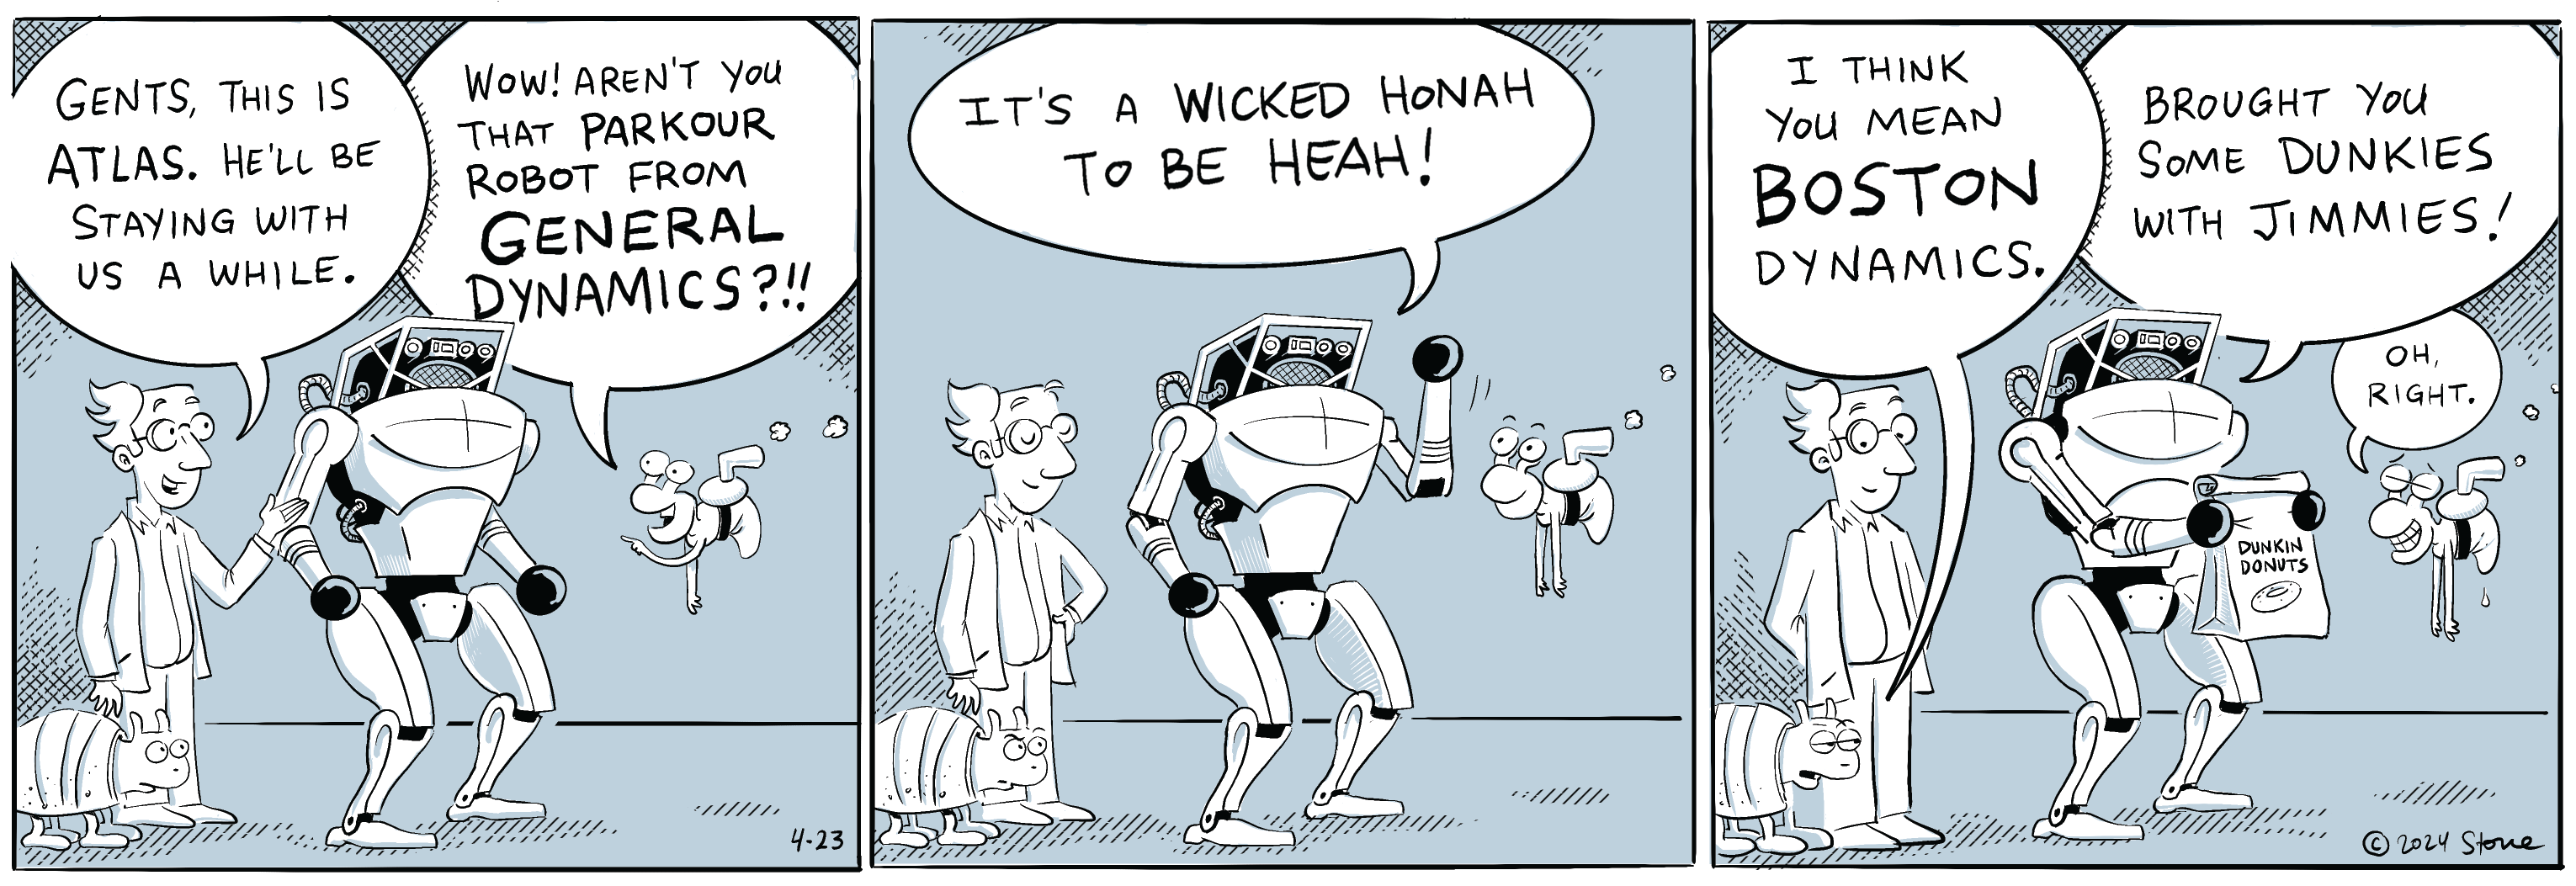 GENTS, THIS IS
ATLAS. HE'LL BE
STAYING WITH
US A WHILE.
WOW! AREN'T YOU
THAT PARKOUR
ROBOT FROM
GENERAL
DYNAMICS?!!
4-23
IT'S A WICKED HONAH
TO BE HEAH!
I THINK
YOU MEAN
BOSTON
DYNAMICS.
BROUGHT YOU
SOME DUNKIES
WITH JIMMIES!
OH,
RIGHT.
DUNKIN
DONUTS
© 2024 Stone